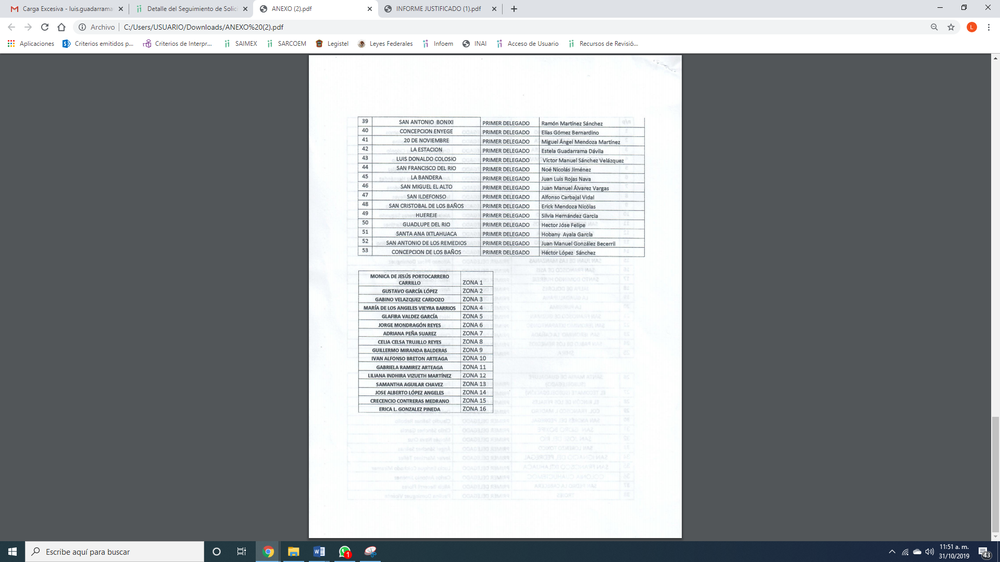 Carga Excesiva - luis.guadarrama
Detalle del Seguimiento de Solici
ANEXO (2).pdf
INFORME JUSTIFICADO (1).pdf
Archivo
C:/Users/USUARIO/Downloads/ANEXO%20(2).pdf
L
Aplicaciones
Criterios emitidos p...
Criterios de Interpr...
SAIMEX
SARCOEM
Legistel
Leyes Federales
Infoem
INAI
Acceso de Usuario
Recursos de Revisió...
39 SAN ANTONIO BONIXI PRIMER DELEGADO Ramón Martínez Sánchez
40 CONCEPCION ENYEGE PRIMER DELEGADO Elías Gómez Bernardino
41 20 DE NOVIEMBRE PRIMER DELEGADO Miguel Ángel Mendoza Martínez
42 LA ESTACION PRIMER DELEGADO Estela Guadarrama Dávila
43 LUIS DONALDO COLOSIO PRIMER DELEGADO Víctor Manuel Sánchez Velázquez
44 SAN FRANCISCO DEL RIO PRIMER DELEGADO Noé Nicolás Jiménez
45 LA BANDERA PRIMER DELEGADO Juan Luis Rojas Nava
46 SAN MIGUEL EL ALTO PRIMER DELEGADO Juan Manuel Álvarez Vargas
47 SAN ILDEFONSO PRIMER DELEGADO Alfonso Carbajal Vidal
48 SAN CRISTOBAL DE LOS BAÑOS PRIMER DELEGADO Erick Mendoza Nicólas
49 HUEREJE PRIMER DELEGADO Silvia Hernández García
50 GUADLUPE DEL RIO PRIMER DELEGADO Hector Jóse Felipe
51 SANTA ANA IXTLAHUACA PRIMER DELEGADO Hobany Ayala García
52 SAN ANTONIO DE LOS REMEDIOS PRIMER DELEGADO Juan Manuel González Becerril
53 CONCEPCION DE LOS BAÑOS PRIMER DELEGADO Héctor López Sánchez
MONICA DE JESÚS PORTOCARRERO
CARRILLO ZONA 1
GUSTAVO GARCÍA LÓPEZ ZONA 2
GABINO VELAZQUEZ CARDOZO ZONA 3
MARÍA DE LOS ANGELES VIEYRA BARRIOS ZONA 4
GLAFIRA VALDEZ GARCÍA ZONA 5
JORGE MONDRAGÓN REYES ZONA 6
ADRIANA PEÑA SUAREZ ZONA 7
CELIA CELSA TRUJILLO REYES ZONA 8
GUILLERMO MIRANDA BALDERAS ZONA 9
IVAN ALFONSO BRETON ARTEAGA ZONA 10
GABRIELA RAMIREZ ARTEAGA ZONA 11
LILIANA INDHIRA VIZUETH MARTÍNEZ ZONA 12
SAMANTHA AGUILAR CHAVEZ ZONA 13
JOSE ALBERTO LÓPEZ ANGELES ZONA 14
CRECENCIO CONTRERAS MEDRANO ZONA 15
ERICA L. GONZALEZ PINEDA ZONA 16
Escribe aquí para buscar
1
11:51 a. m.
31/10/2019
43